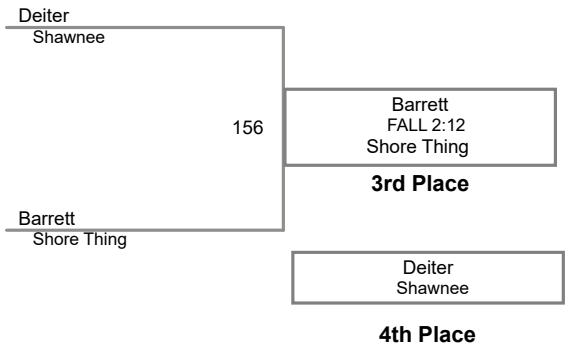 Deiter
Shawnee
156
Barrett
FALL 2:12
Shore Thing
3rd Place
Barrett
Shore Thing
Deiter
Shawnee
4th Place